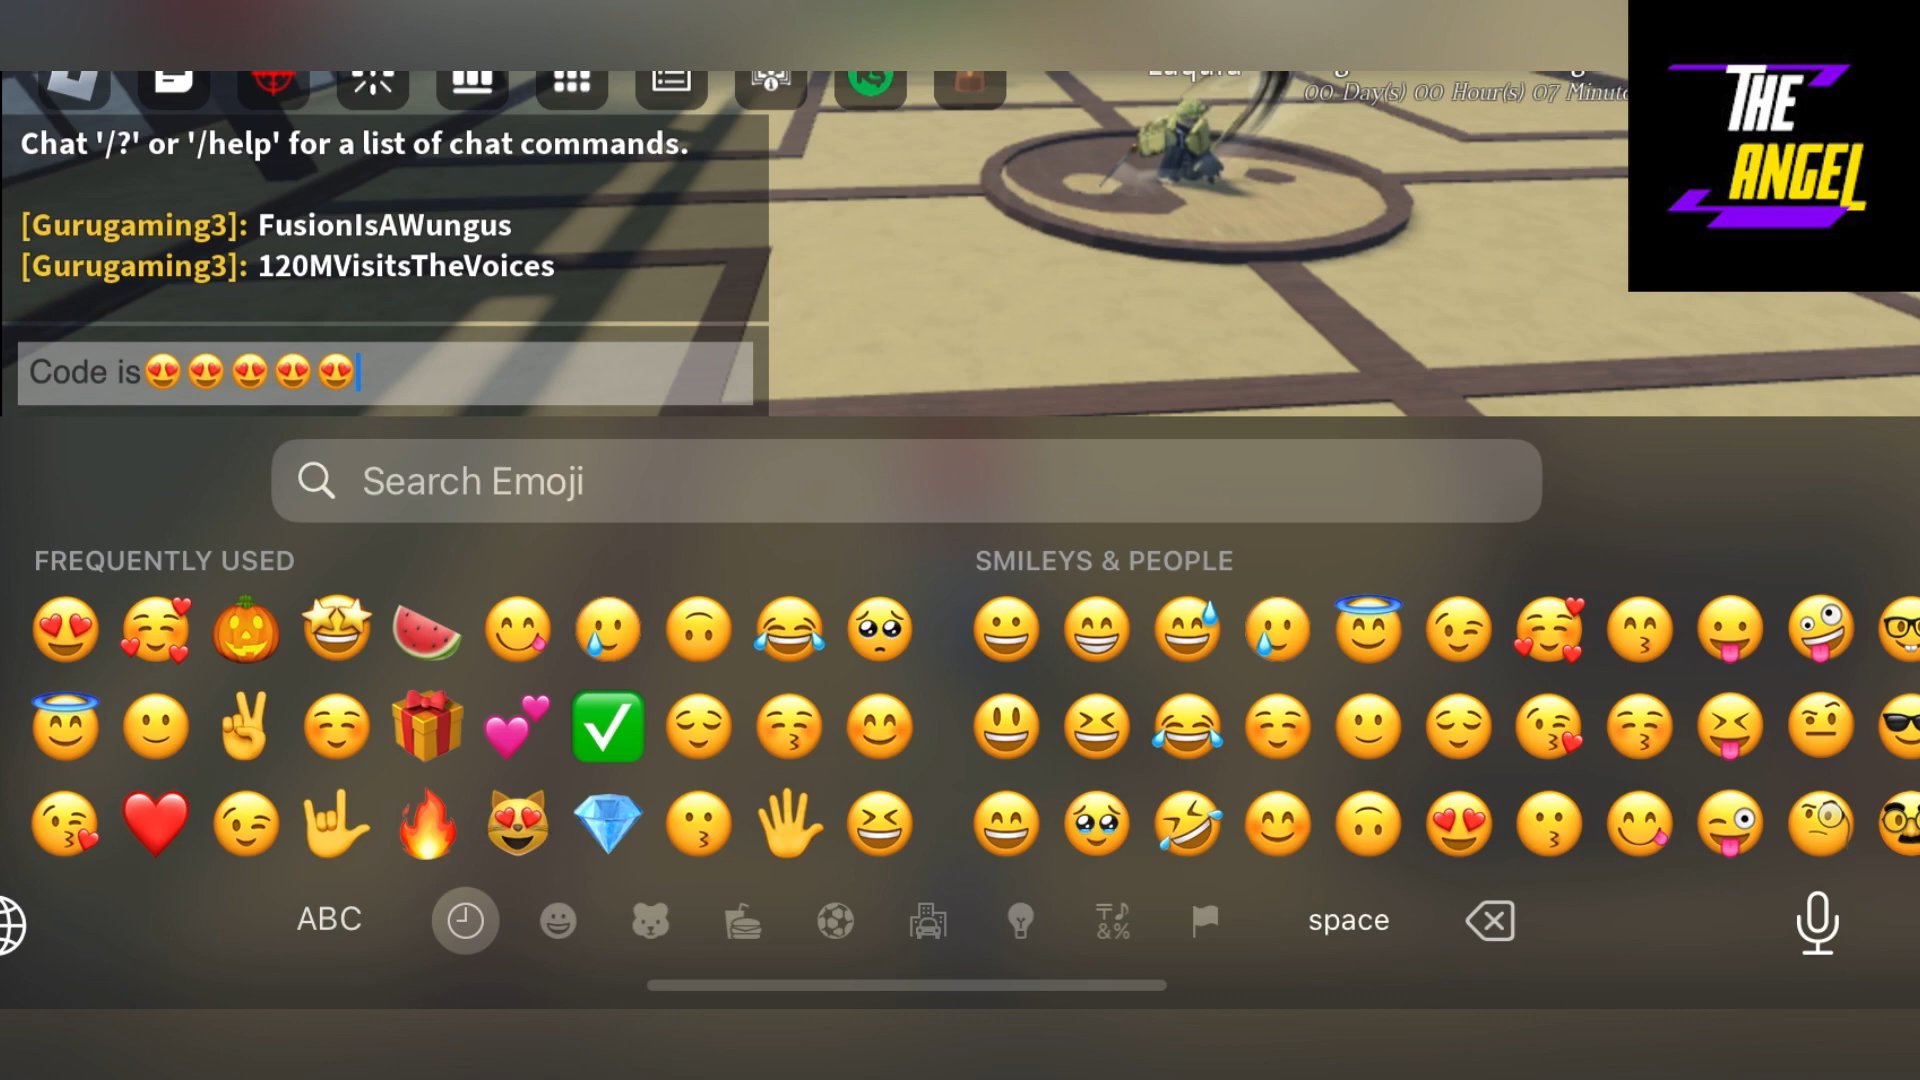 00 Day(s) 00 Hour(s) 07
THE
ANGEL
Chat '/?' or '/help' for a list of chat commands.
[Gurugaming3]: FusionIsAWungus
[Gurugaming3]: 120MVisitsTheVoices
Code is😍😍😍😍😍
Search Emoji
FREQUENTLY USED
SMILEYS & PEOPLE
ABC
space